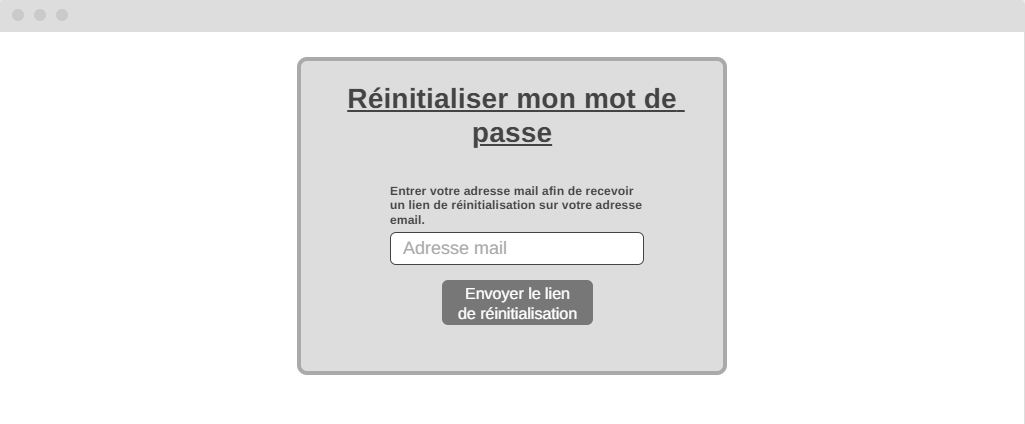 Réinitialiser mon mot de
passe
Entrer votre adresse mail afin de recevoir
un lien de réinitialisation sur votre adresse
email.
Adresse mail
Envoyer le lien
de réinitialisation